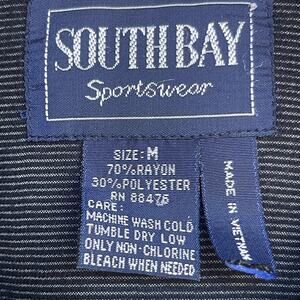 SOUTH BAY
Sportswear
SIZE: M
70% RAYON
30% POLYESTER
RN 88476
CARE:
MACHINE WASH COLD
TUMBLE DRY LOW
ONLY NON-CHLORINE
BLEACH WHEN NEEDED
MADE IN VIETNAM